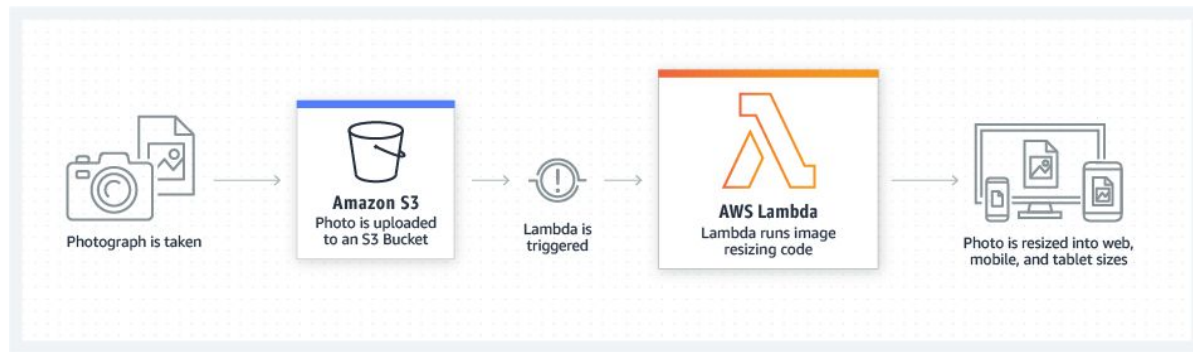 Photograph is taken
Amazon S3
Photo is uploaded
to an S3 Bucket
Lambda is
triggered
AWS Lambda
Lambda runs image
resizing code
Photo is resized into web,
mobile, and tablet sizes